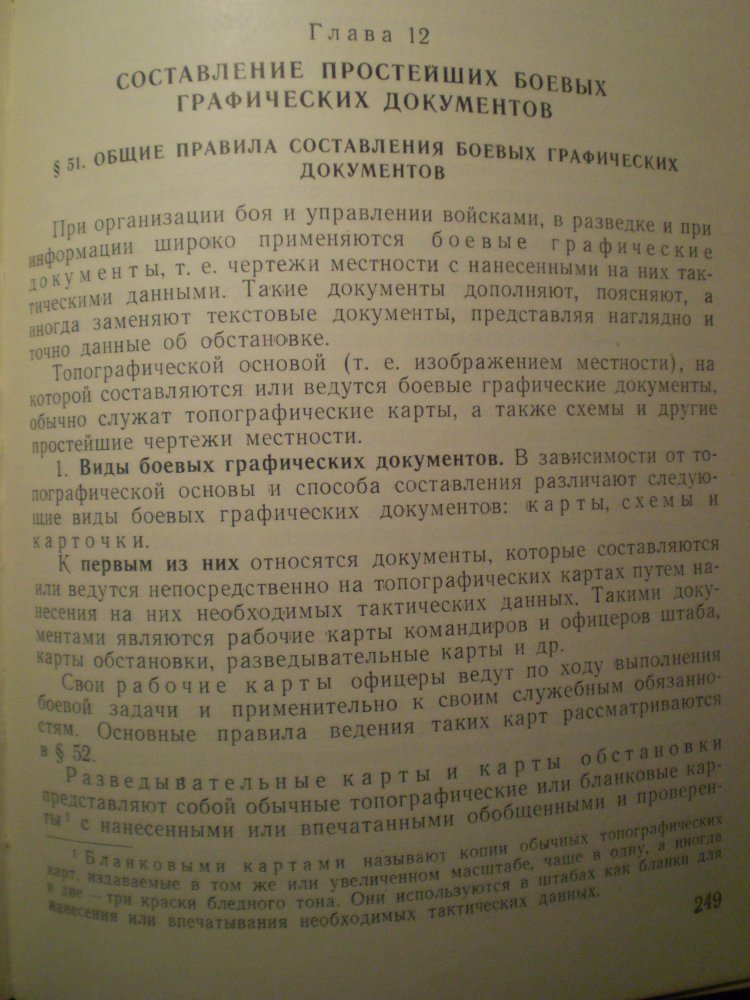 Глава 12
СОСТАВЛЕНИЕ ПРОСТЕЙШИХ БОЕВЫХ
ГРАФИЧЕСКИХ ДОКУМЕНТОВ
§ 51. ОБЩИЕ ПРАВИЛА СОСТАВЛЕНИЯ БОЕВЫХ ГРАФИЧЕСКИХ
ДОКУМЕНТОВ
При организации боя и управлении войсками, в разведке и при
информации широко применяются боевые графические
документы, т. е. чертежи местности с нанесенными на них так-
тическими данными. Такие документы дополняют, поясняют, а
иногда заменяют текстовые документы, представляя наглядно и
точно данные об обстановке.
Топографической основой (т. е. изображением местности), на
которой составляются или ведутся боевые графические документы,
обычно служат топографические карты, а также схемы и другие
простейшие чертежи местности.
1. Виды боевых графических документов. В зависимости от то-
пографической основы и способа составления различают следую-
щие виды боевых графических документов: карты, схемы и
карточки.
К первым из них относятся документы, которые составляются
или ведутся непосредственно на топографических картах путем на-
несения на них необходимых тактических данных. Такими доку-
ментами являются рабочие карты командиров и офицеров штаба,
карты обстановки, разведывательные карты и др.
Свои рабочие карты офицеры ведут по ходу выполнения
боевой задачи и применительно к своим служебным обязанно-
стям. Основные правила ведения таких карт рассматриваются
в § 52.
Разведывательные карты и карты обстановки
представляют собой обычные топографические или бланковые кар-
ты¹ с нанесенными или впечатанными обобщенными и проверен-
¹ Бланковыми картами называют копии обычных топографических
карт, издаваемые в том же или увеличенном масштабе, чаще в одну, а иногда
в две — три краски бледного тона. Они используются в штабах как бланки для
нанесения или впечатывания необходимых тактических данных.
249